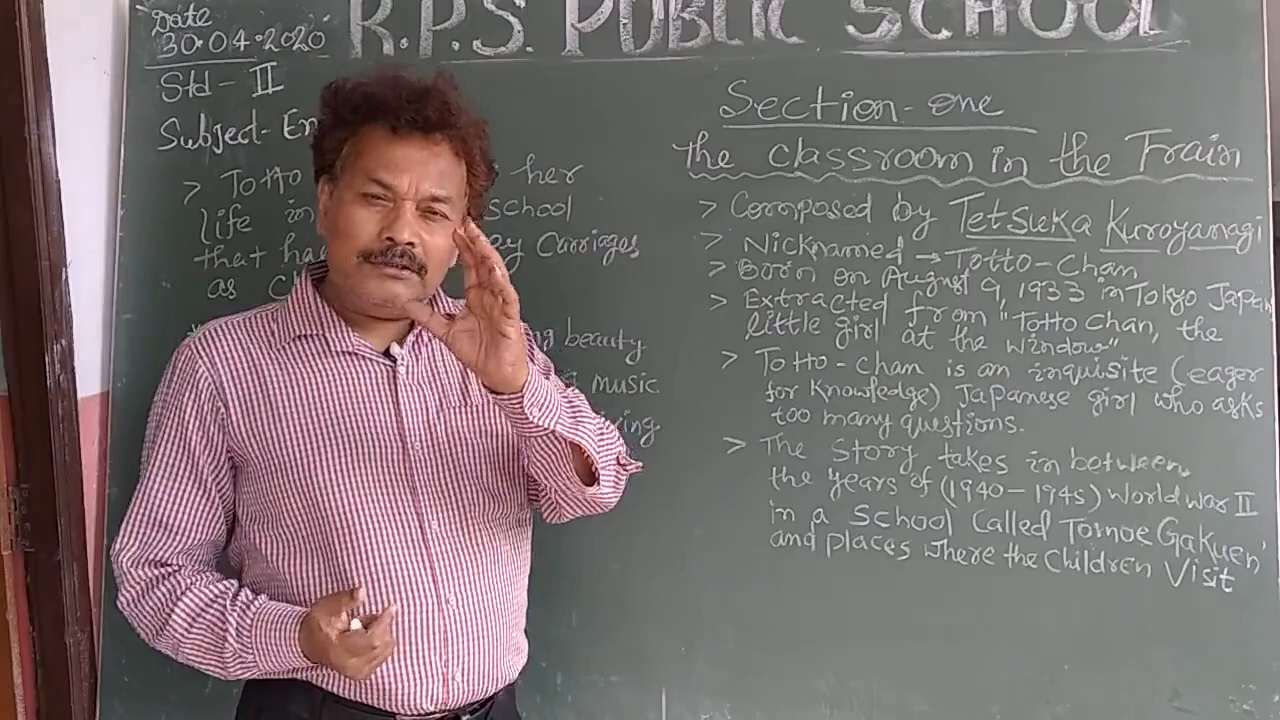 Date
30.04.2020
R.P.S. PUBLIC SCHOOL
Std - II
Subject - En
> Totto her
life in school
that ha Carriages
as
beauty
music
Section - one
The classroom in the Train
> Composed by Tetsuka Kuroyanagi
> Nicknamed → Totto-Chan
> Born on August 9, 1933 in Tokyo Japan
> Extracted from "Totto Chan, the
little girl at the window"
> Totto-Chan is an inquisite (eager
for Knowledge) Japanese girl who asks
too many questions.
> The Story takes in between
the years of (1940-1945) World War II
in a School Called Tomoe Gakuen'
and places where the Children Visit